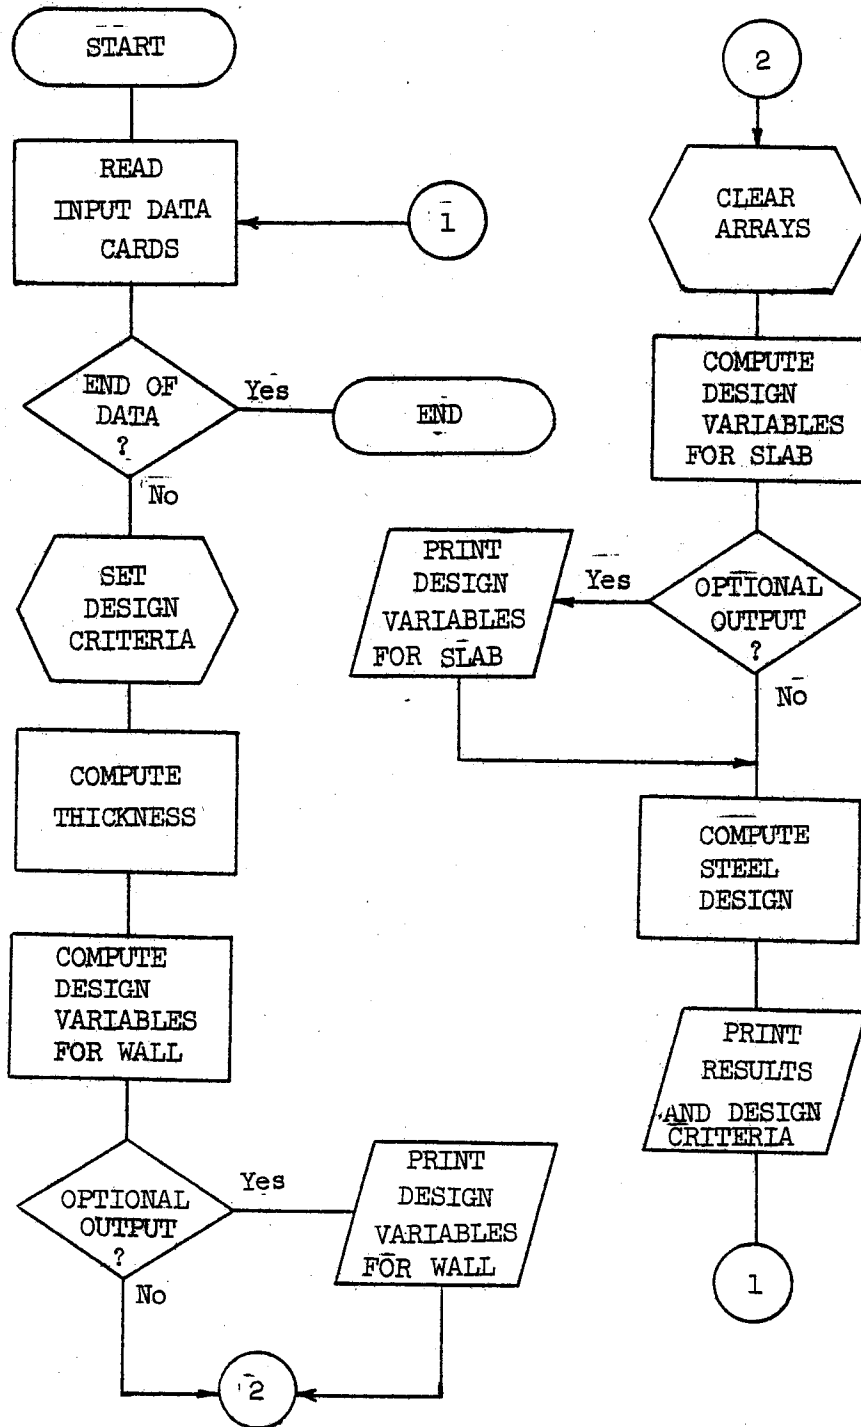 START
READ
INPUT DATA
CARDS
1
END OF
DATA
?
Yes
END
No
SET
DESIGN
CRITERIA
COMPUTE
THICKNESS
COMPUTE
DESIGN
VARIABLES
FOR WALL
OPTIONAL
OUTPUT
?
Yes
No
PRINT
DESIGN
VARIABLES
FOR WALL
2
2
CLEAR
ARRAYS
COMPUTE
DESIGN
VARIABLES
FOR SLAB
OPTIONAL
OUTPUT
?
Yes
No
PRINT
DESIGN
VARIABLES
FOR SLAB
COMPUTE
STEEL
DESIGN
PRINT
RESULTS
AND DESIGN
CRITERIA
1